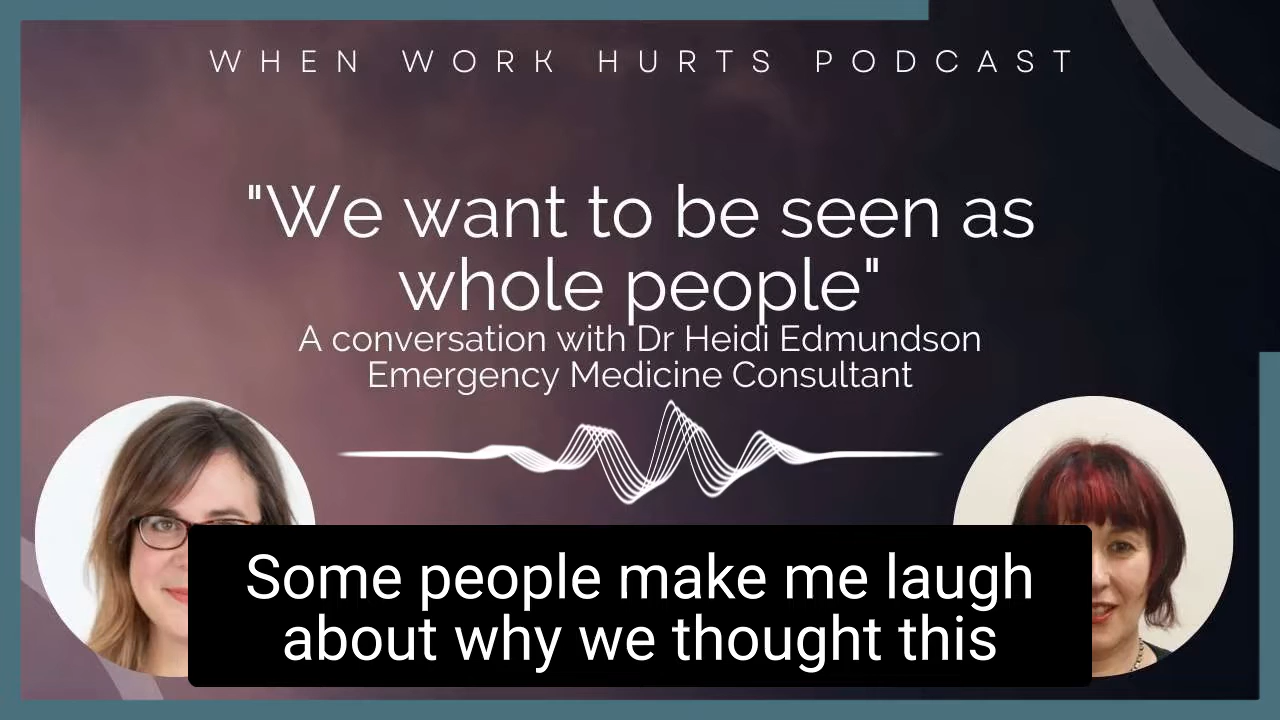 WHEN WORK HURTS PODCAST
"We want to be seen as
whole people"
A conversation with Dr Heidi Edmundson
Emergency Medicine Consultant
Some people make me laugh
about why we thought this